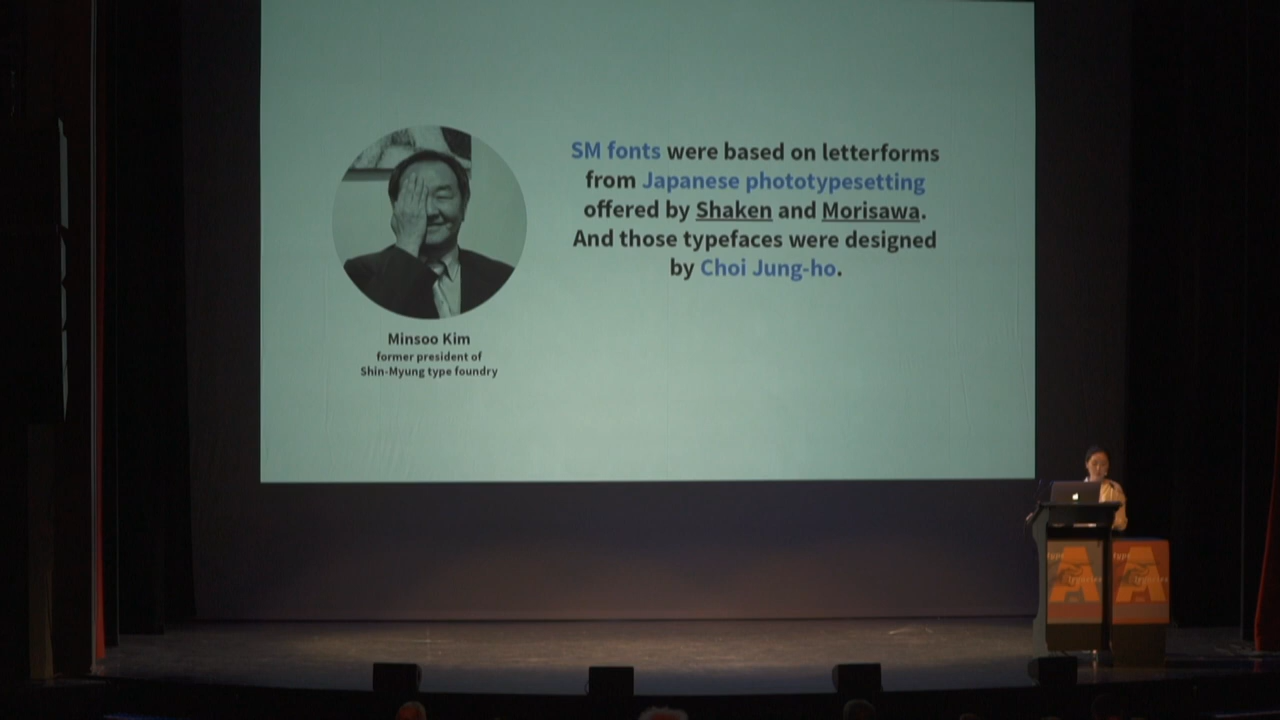 SM fonts were based on letterforms
from Japanese phototypesetting
offered by Shaken and Morisawa.
And those typefaces were designed
by Choi Jung-ho.
Minsoo Kim
former president of
Shin-Myung type foundry